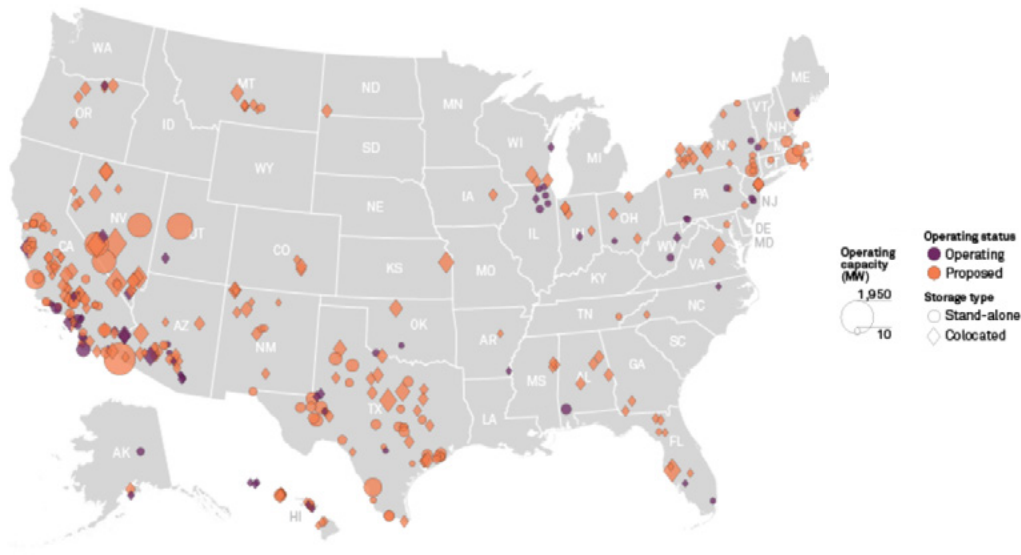 WA
MT
ND
MN
ME
VT
NH
OR
ID
SD
WI
MI
WY
IA
NE
PA
NJ
NV
UT
CO
KS
MO
IL
IN
OH
WV
VA
DE
MD
CA
KY
AZ
NM
OK
AR
TN
NC
SC
MS
AL
GA
TX
LA
FL
AK
HI
Operating
capacity
(MW)
1,950
10
Operating status
Operating
Proposed
Storage type
Stand-alone
Colocated